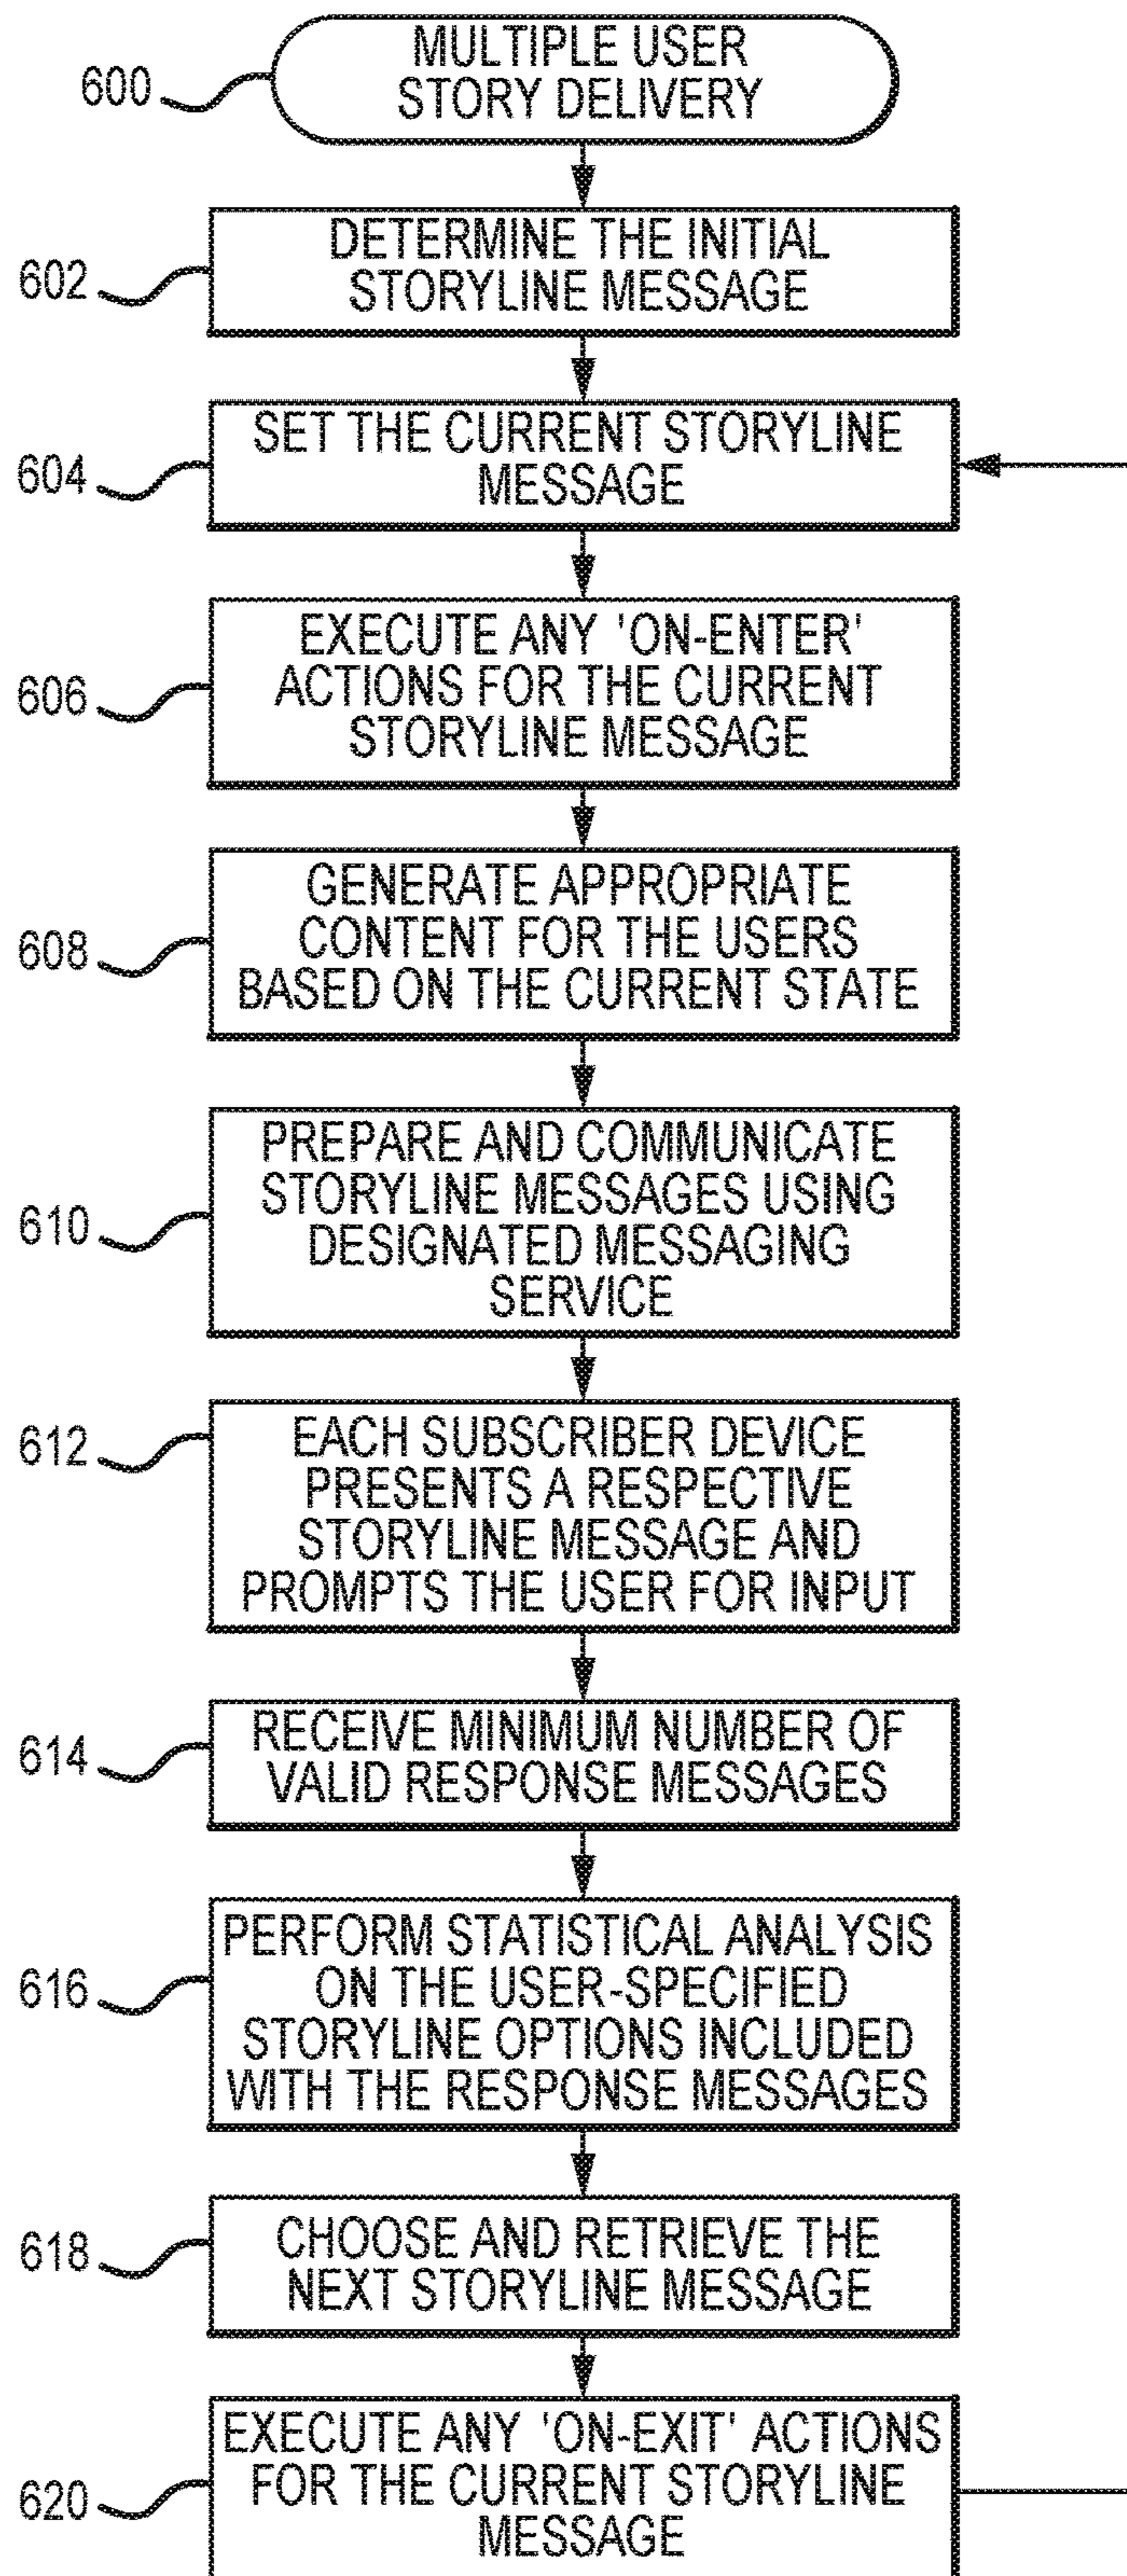 600
MULTIPLE USER
STORY DELIVERY
602
DETERMINE THE INITIAL
STORYLINE MESSAGE
604
SET THE CURRENT STORYLINE
MESSAGE
606
EXECUTE ANY 'ON-ENTER'
ACTIONS FOR THE CURRENT
STORYLINE MESSAGE
608
GENERATE APPROPRIATE
CONTENT FOR THE USERS
BASED ON THE CURRENT STATE
610
PREPARE AND COMMUNICATE
STORYLINE MESSAGES USING
DESIGNATED MESSAGING
SERVICE
612
EACH SUBSCRIBER DEVICE
PRESENTS A RESPECTIVE
STORYLINE MESSAGE AND
PROMPTS THE USER FOR INPUT
614
RECEIVE MINIMUM NUMBER OF
VALID RESPONSE MESSAGES
616
PERFORM STATISTICAL ANALYSIS
ON THE USER-SPECIFIED
STORYLINE OPTIONS INCLUDED
WITH THE RESPONSE MESSAGES
618
CHOOSE AND RETRIEVE THE
NEXT STORYLINE MESSAGE
620
EXECUTE ANY 'ON-EXIT' ACTIONS
FOR THE CURRENT STORYLINE
MESSAGE